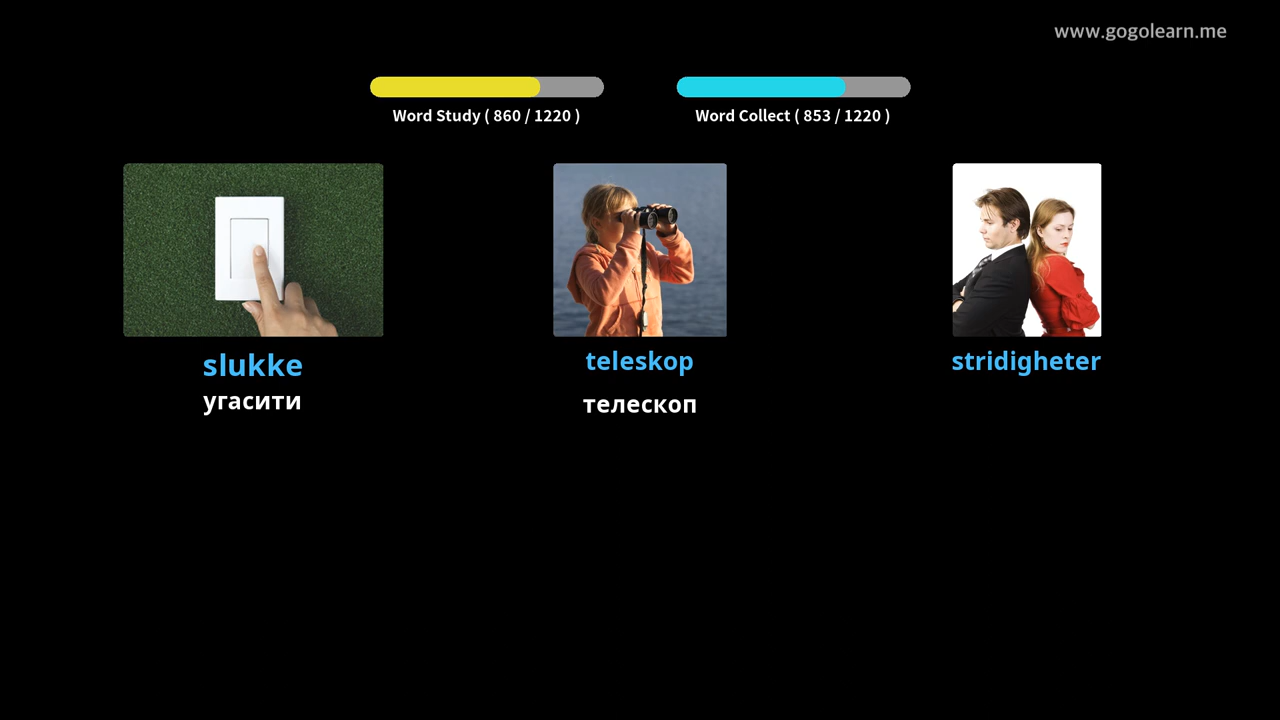 www.gogolearn.me
Word Study ( 860 / 1220 )
Word Collect ( 853 / 1220 )
slukke
teleskop
stridigheter
угасити
телескоп